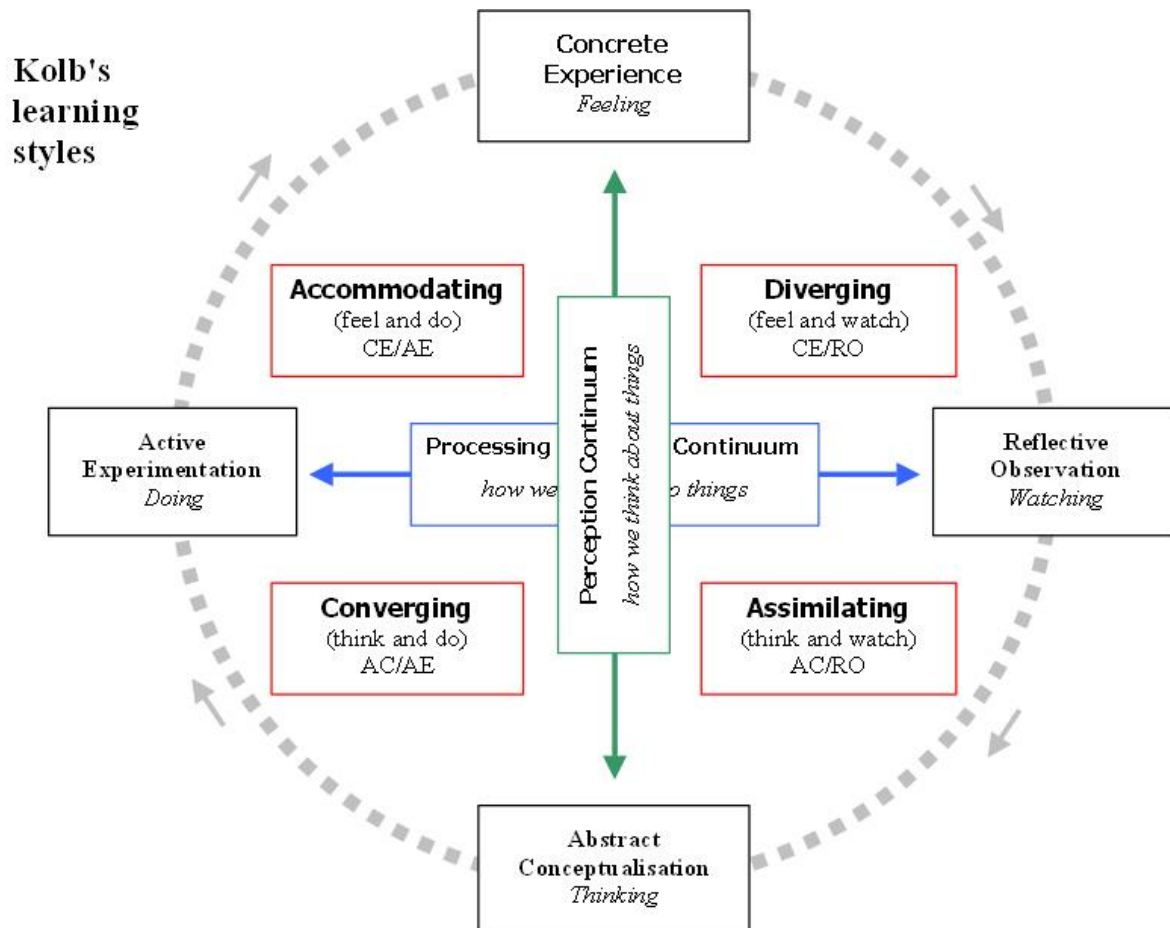 Kolb's
learning
styles
Concrete
Experience
Feeling
Accommodating
(feel and do)
CE/AE
Diverging
(feel and watch)
CE/RO
Perception Continuum
how we think about things
Active
Experimentation
Doing
Processing Continuum
how we things
Reflective
Observation
Watching
Converging
(think and do)
AC/AE
Assimilating
(think and watch)
AC/RO
Abstract
Conceptualisation
Thinking